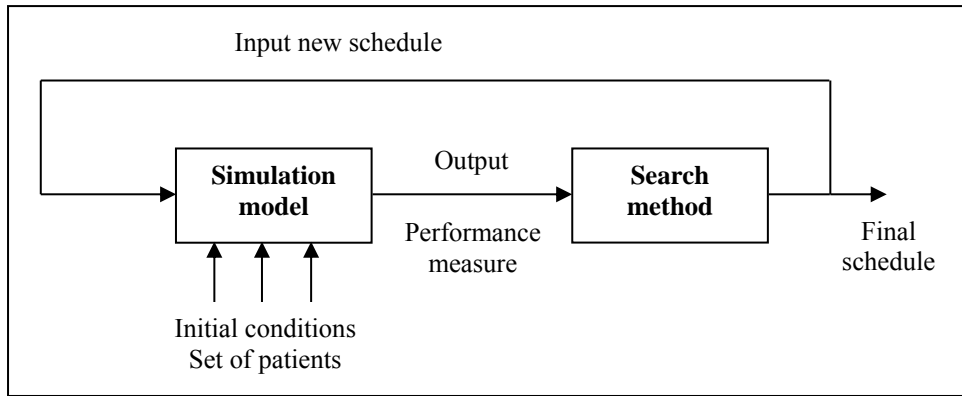 Input new schedule
Simulation
model
Output
Performance
measure
Search
method
Final
schedule
Initial conditions
Set of patients